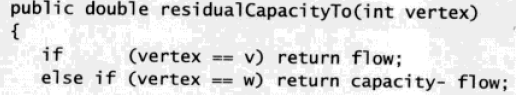 public double residualCapacityTo(int vertex)
{
if (vertex == v) return flow;
else if (vertex == w) return capacity- flow;